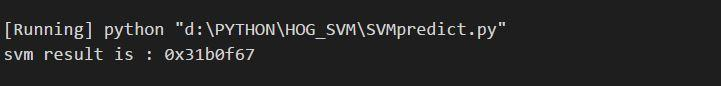 [Running] python "d:\PYTHON\HOG_SVM\SVMpredict.py"
svm result is : 0x31b0f67